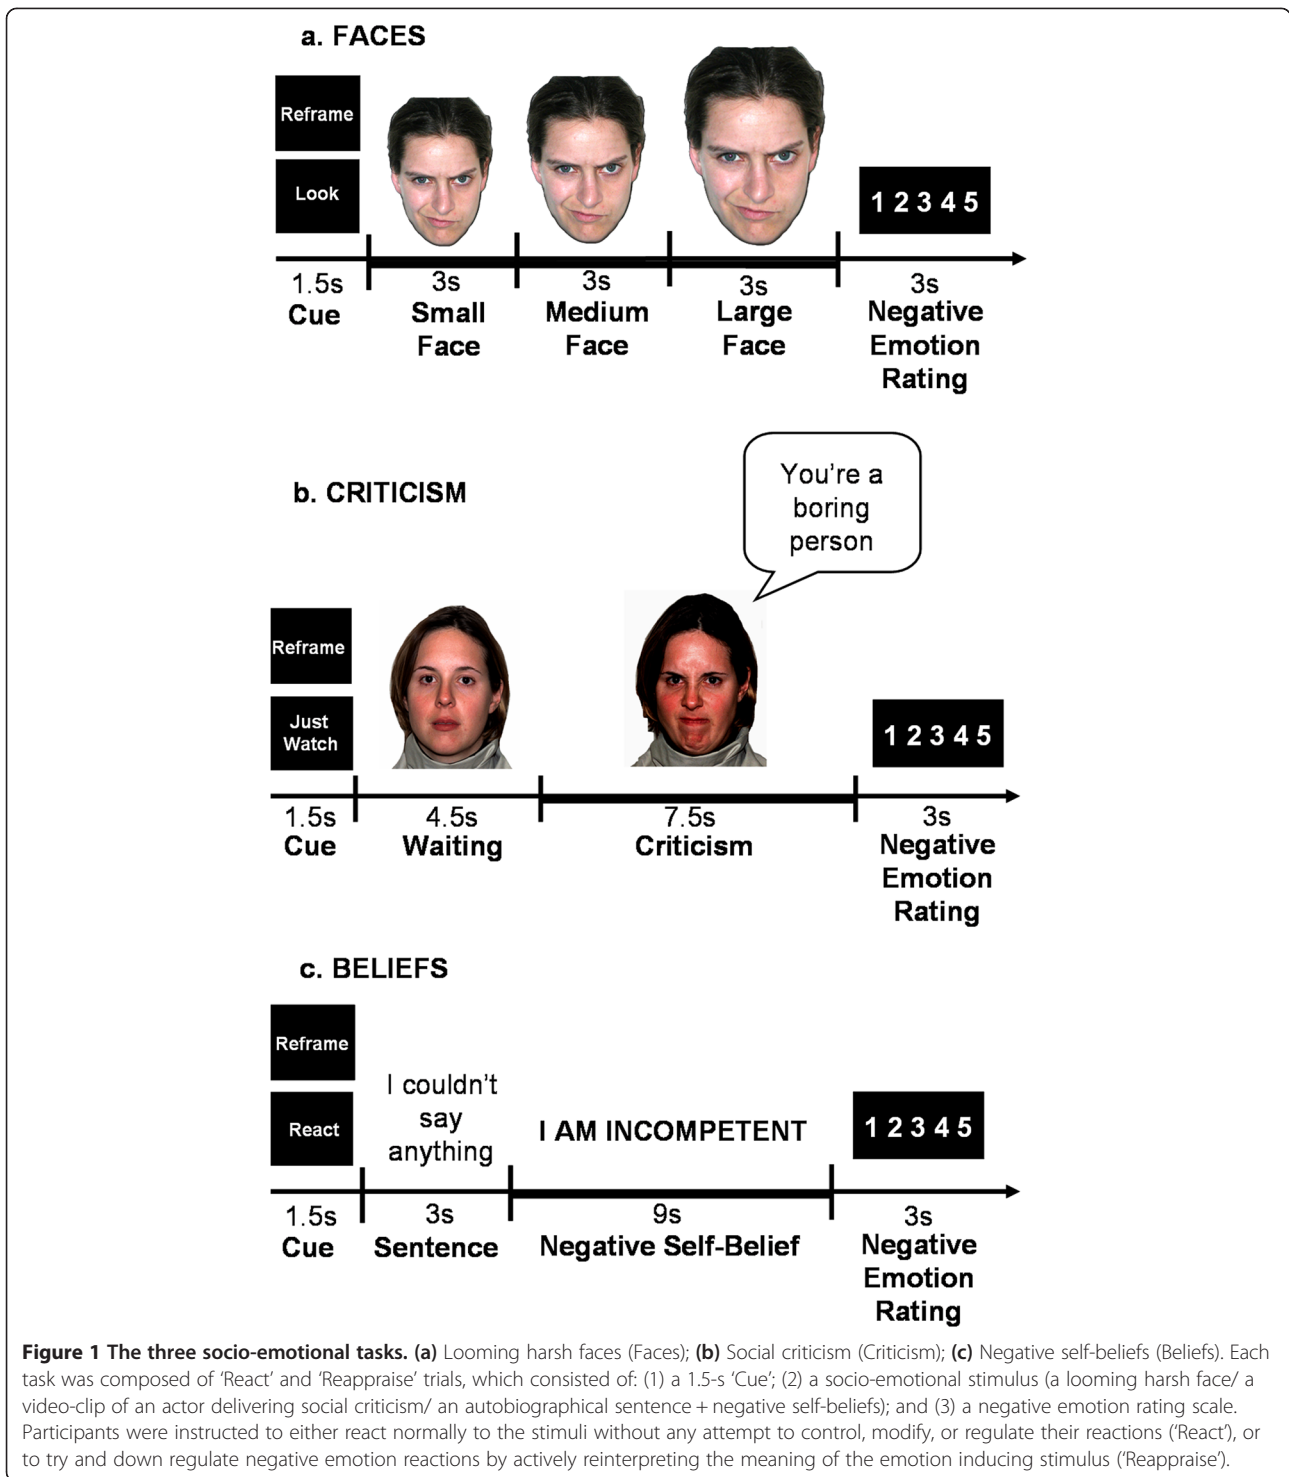 a. FACES
Reframe
Look
1 2 3 4 5
1.5s
Cue
3s
Small
Face
3s
Medium
Face
3s
Large
Face
3s
Negative
Emotion
Rating
b. CRITICISM
You're a
boring
person
Reframe
Just
Watch
1 2 3 4 5
1.5s
Cue
4.5s
Waiting
7.5s
Criticism
3s
Negative
Emotion
Rating
c. BELIEFS
Reframe
React
I couldn't
say
anything
I AM INCOMPETENT
1 2 3 4 5
1.5s
Cue
3s
Sentence
9s
Negative Self-Belief
3s
Negative
Emotion
Rating
Figure 1 The three socio-emotional tasks. (a) Looming harsh faces (Faces); (b) Social criticism (Criticism); (c) Negative self-beliefs (Beliefs). Each
task was composed of ‘React’ and ‘Reappraise’ trials, which consisted of: (1) a 1.5-s ‘Cue’; (2) a socio-emotional stimulus (a looming harsh face/ a
video-clip of an actor delivering social criticism/ an autobiographical sentence + negative self-beliefs); and (3) a negative emotion rating scale.
Participants were instructed to either react normally to the stimuli without any attempt to control, modify, or regulate their reactions (‘React’), or
to try and down regulate negative emotion reactions by actively reinterpreting the meaning of the emotion inducing stimulus (‘Reappraise’).